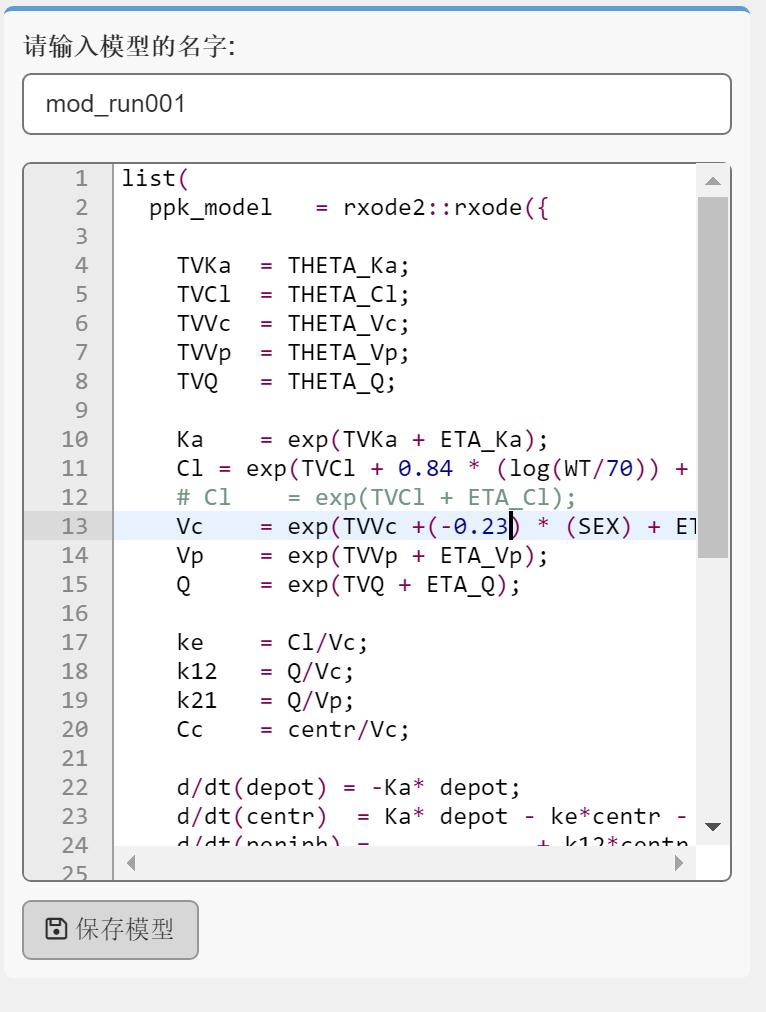 请输入模型的名字:
mod_run001
1 list(
2   ppk_model   = rxode2::rxode({
3
4     TVKa  = THETA_Ka;
5     TVCl  = THETA_Cl;
6     TVVc  = THETA_Vc;
7     TVVp  = THETA_Vp;
8     TVQ   = THETA_Q;
9
10     Ka    = exp(TVKa + ETA_Ka);
11     Cl = exp(TVCl + 0.84 * (log(WT/70)) +
12     # Cl    = exp(TVCl + ETA_Cl);
13     Vc    = exp(TVVc +(-0.23) * (SEX) + ET
14     Vp    = exp(TVVp + ETA_Vp);
15     Q     = exp(TVQ + ETA_Q);
16
17     ke    = Cl/Vc;
18     k12   = Q/Vc;
19     k21   = Q/Vp;
20     Cc    = centr/Vc;
21
22     d/dt(depot) = -Ka* depot;
23     d/dt(centr)  = Ka* depot - ke*centr -
24     d/dt(periph) =            + k12*centr
25
保存模型